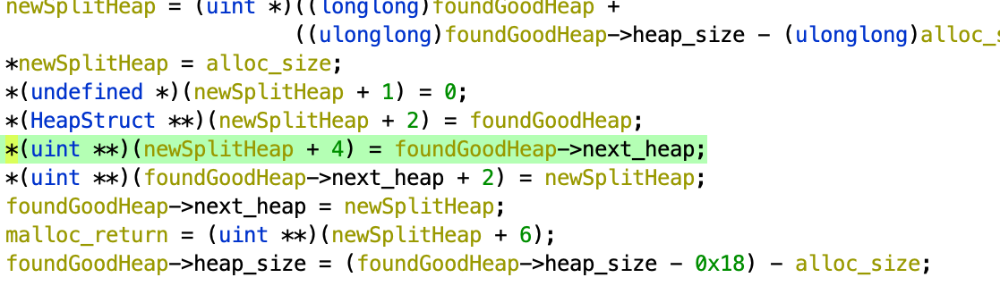 newSplitHeap = (uint *)((longlong)foundGoodHeap +
((ulonglong)foundGoodHeap->heap_size - (ulonglong)alloc_s
*newSplitHeap = alloc_size;
*(undefined *)(newSplitHeap + 1) = 0;
*(HeapStruct **)(newSplitHeap + 2) = foundGoodHeap;
*(uint **)(newSplitHeap + 4) = foundGoodHeap->next_heap;
*(uint **)(foundGoodHeap->next_heap + 2) = newSplitHeap;
foundGoodHeap->next_heap = newSplitHeap;
malloc_return = (uint **)(newSplitHeap + 6);
foundGoodHeap->heap_size = (foundGoodHeap->heap_size - 0x18) - alloc_size;